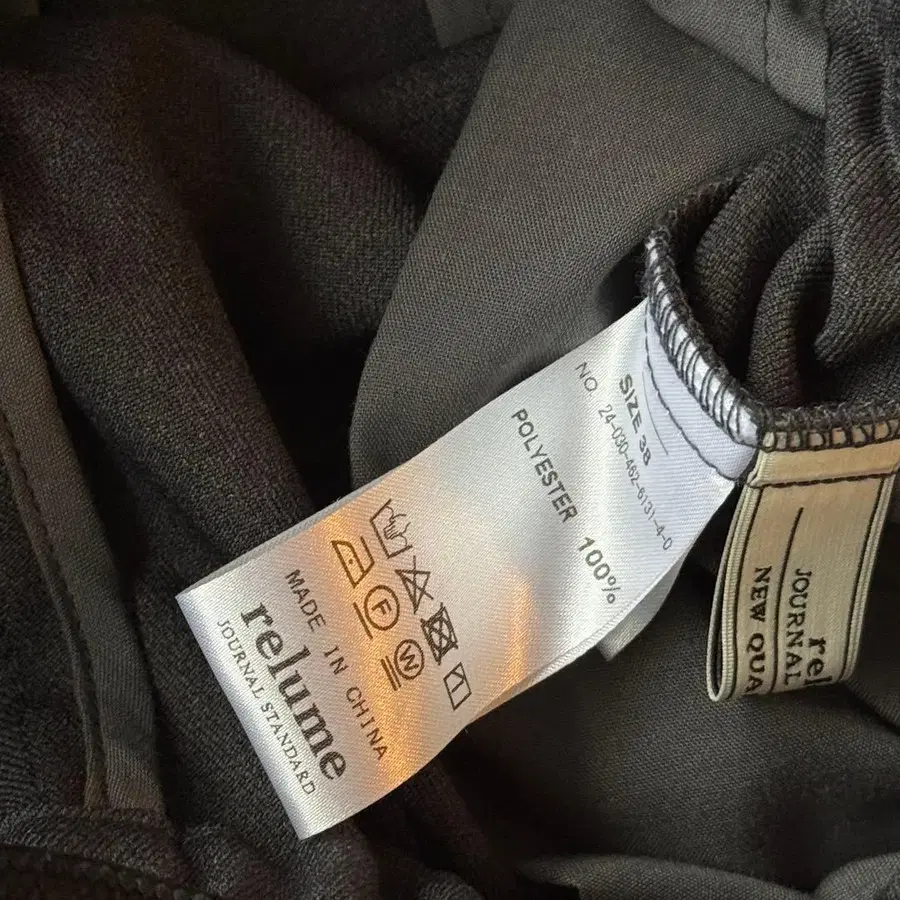 SIZE 38
NO 24-030-462-6131-4-0
POLYESTER 100%
F
W
MADE IN CHINA
relume
JOURNAL STANDARD
rel
JOURNAL
NEW QUA